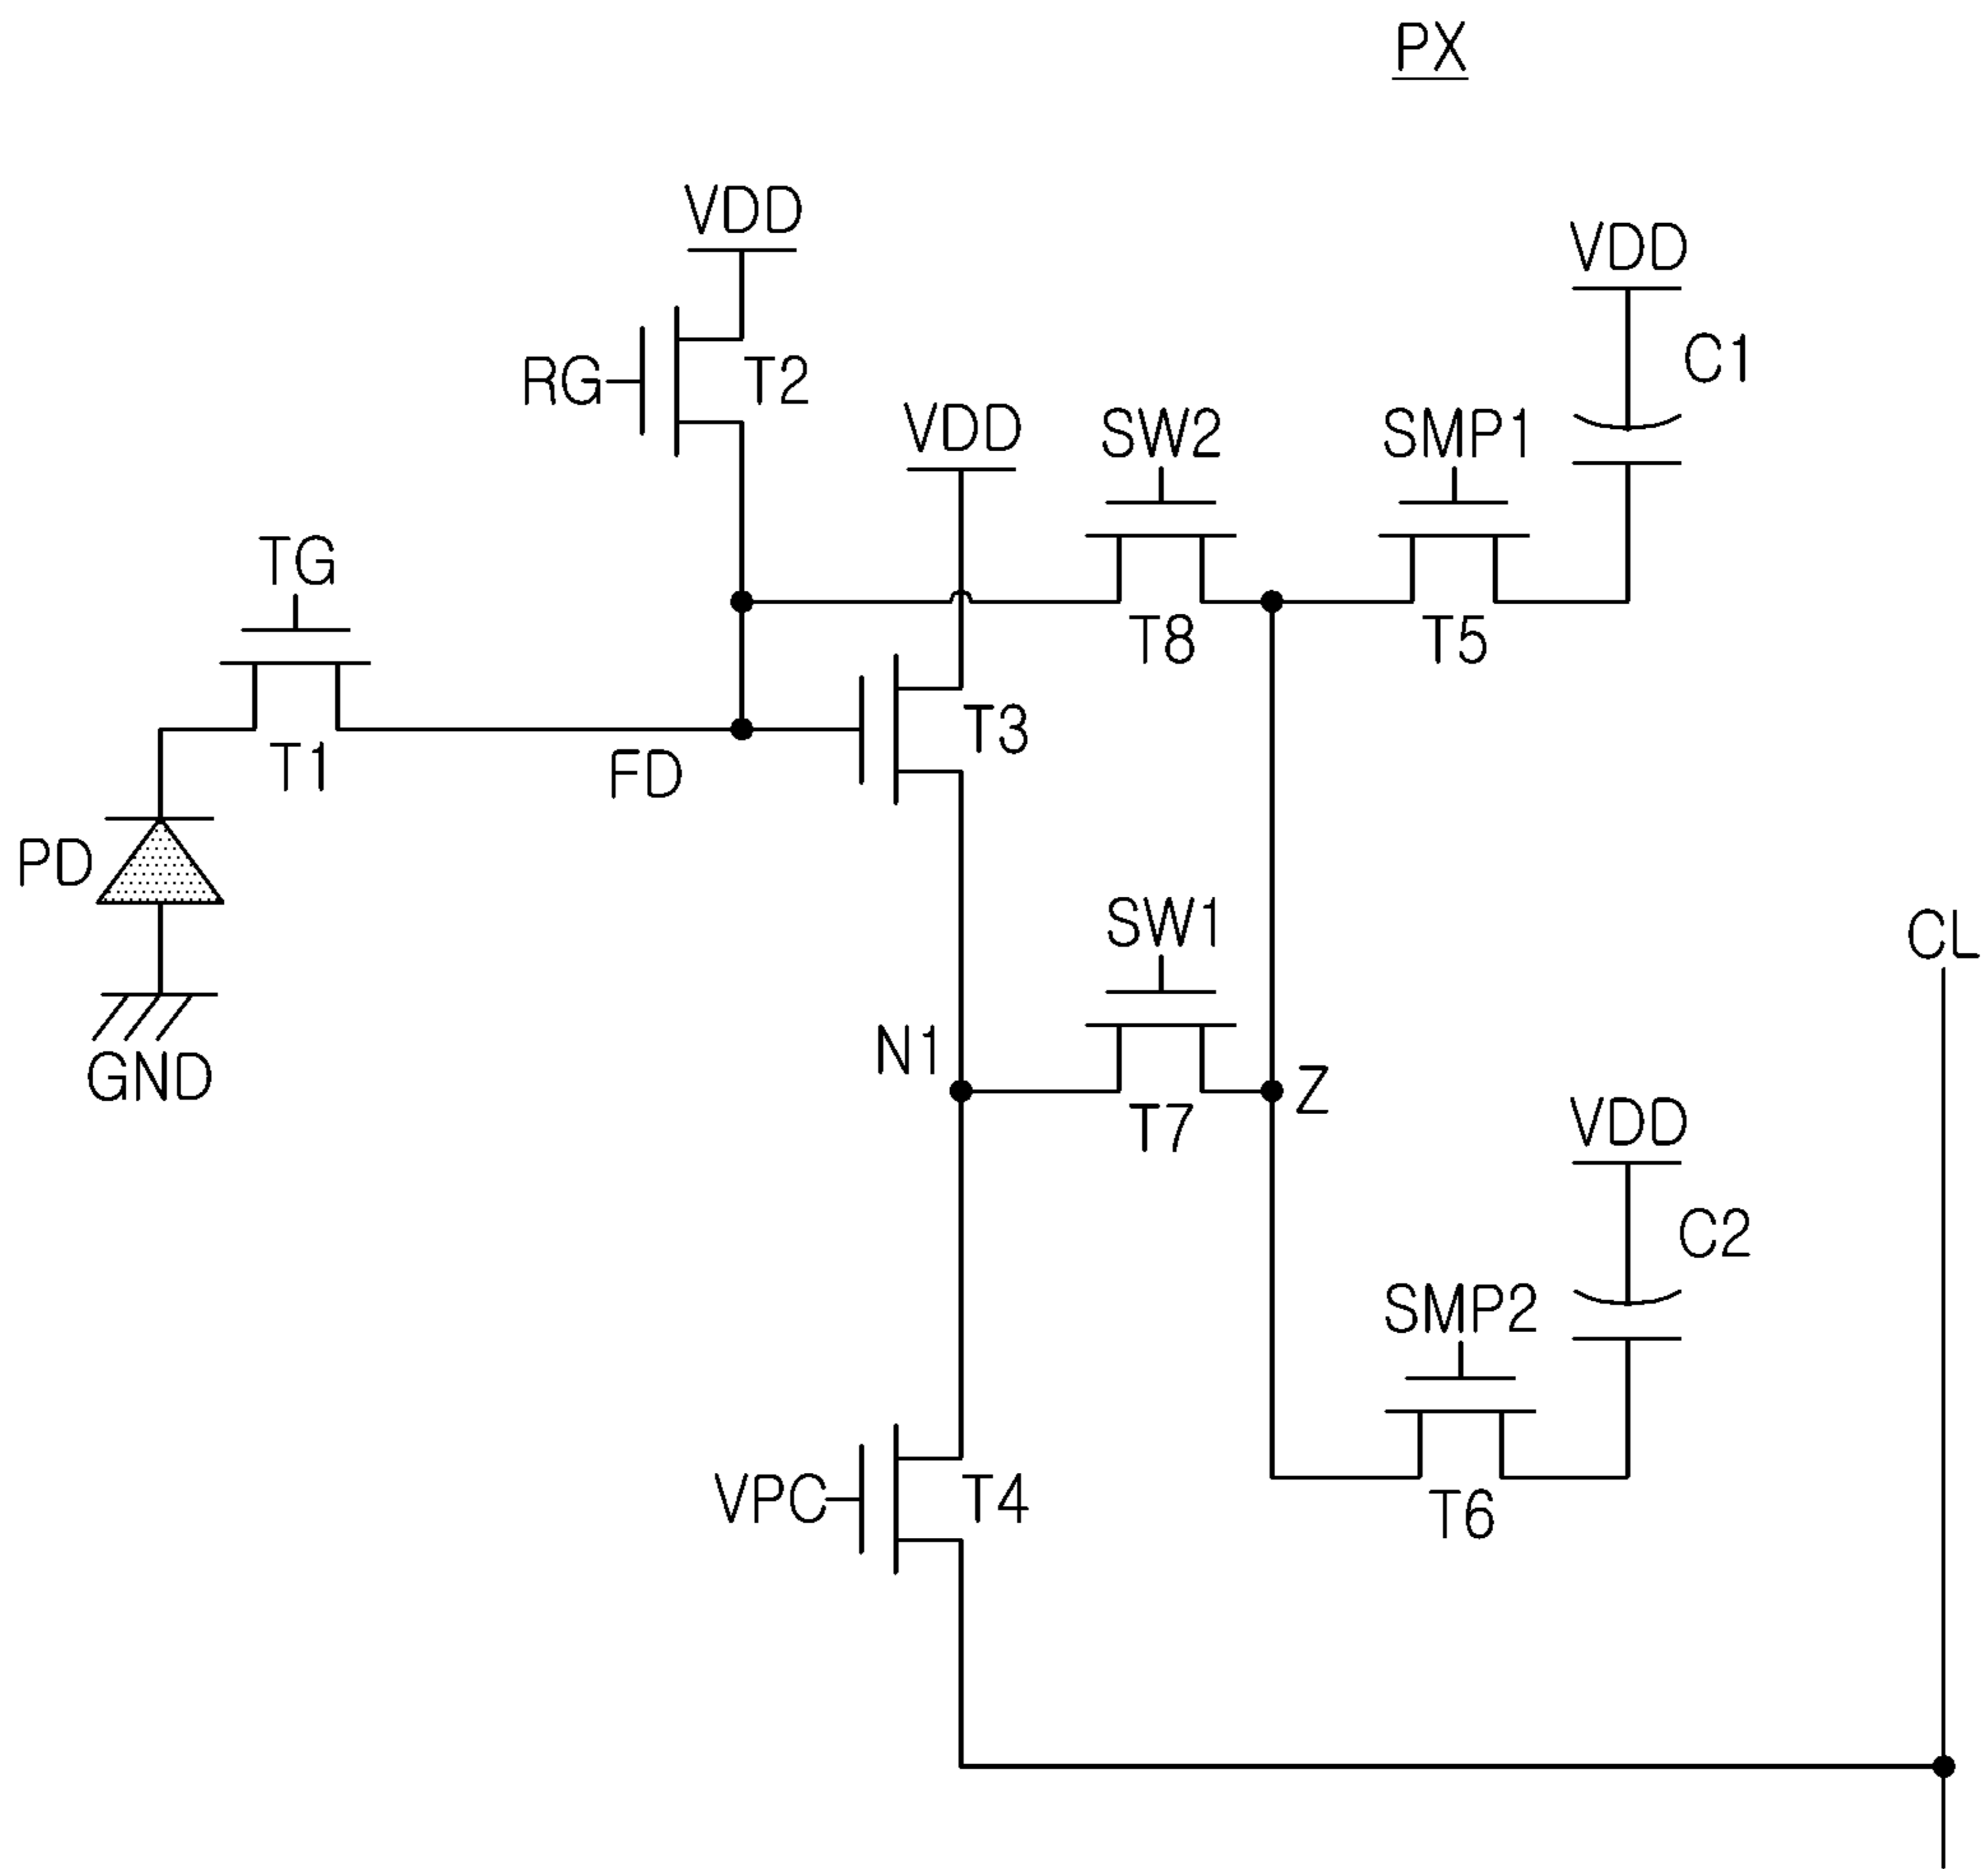 PX
VDD
VDD
RG
T2
C1
VDD
SW2
SMP1
TG
T8
T5
T3
T1
FD
PD
SW1
CL
N1
GND
Z
T7
VDD
C2
SMP2
VPC
T4
T6